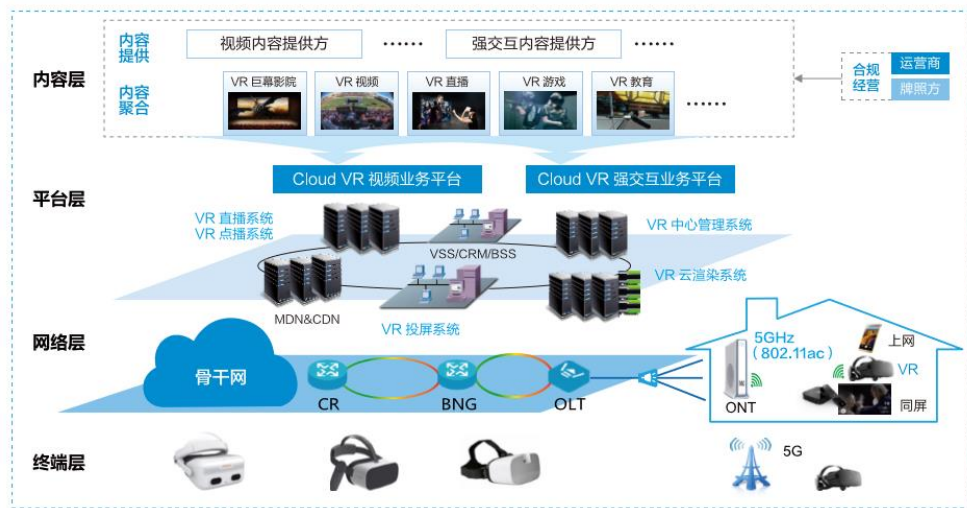 内容层
内容
提供
视频内容提供方
……
强交互内容提供方
……
内容
聚合
VR 巨幕影院
VR 视频
VR 直播
VR 游戏
VR 教育
……
合规
经营
运营商
牌照方
Cloud VR 视频业务平台
Cloud VR 强交互业务平台
平台层
VR 直播系统
VR 点播系统
VSS/CRM/BSS
VR 中心管理系统
MDN&CDN
VR 投屏系统
VR 云渲染系统
网络层
骨干网
CR
BNG
OLT
5GHz
(802.11ac)
ONT
上网
VR
同屏
终端层
5G